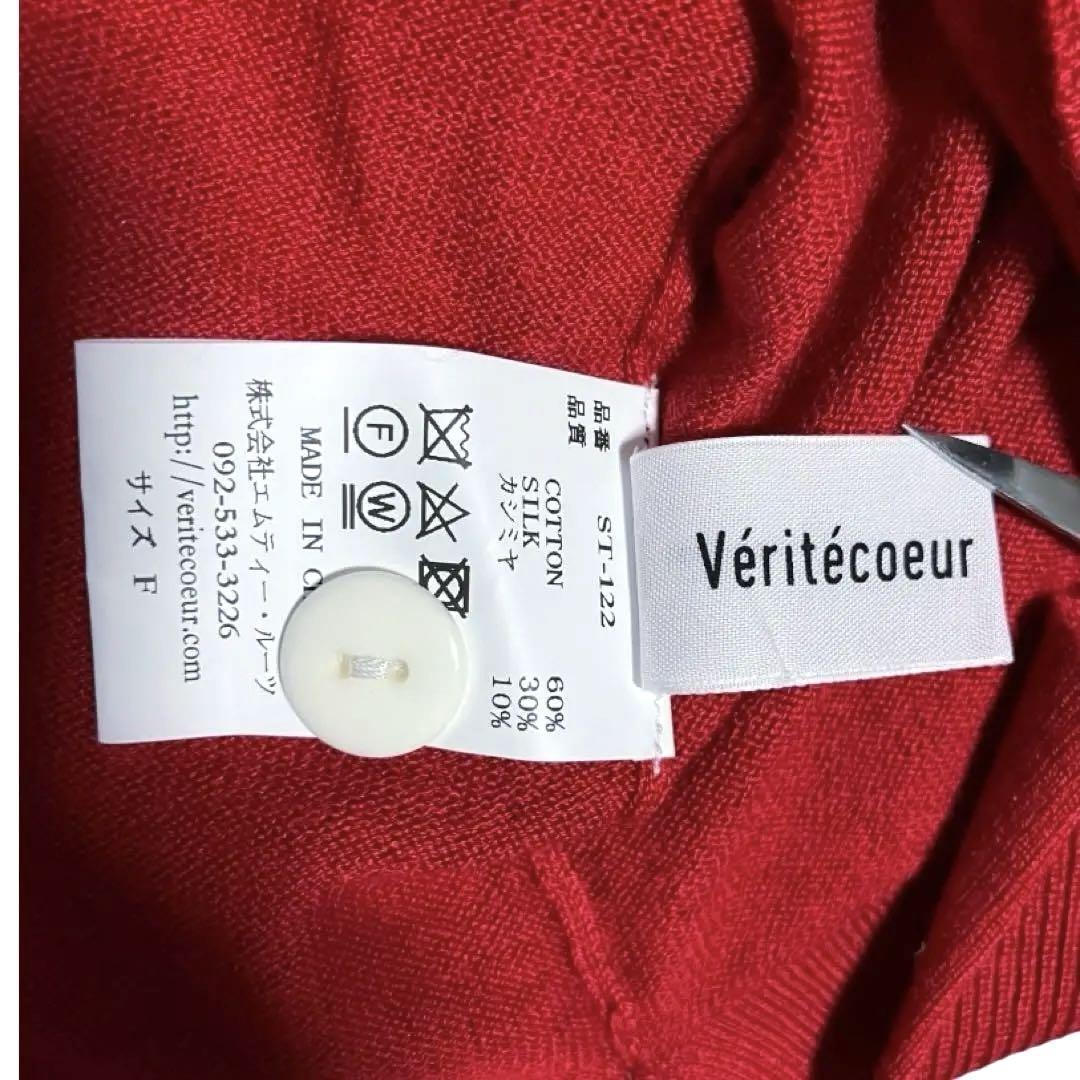 Véritécoeur
品番 ST-122
品質
COTTON 60%
SILK 30%
カシミヤ 10%
F W
MADE IN
株式会社エムティー・ルーツ
092-533-3226
http://veritecoeur.com
サイズ F